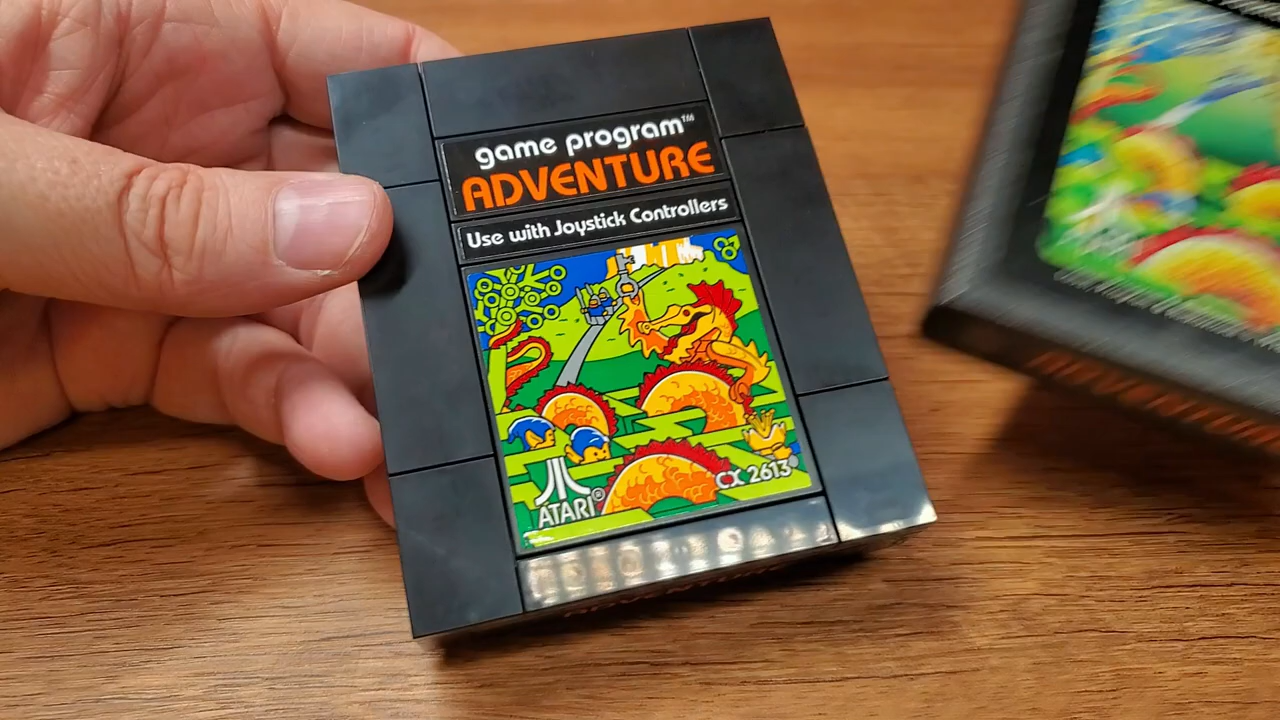 game program™
ADVENTURE
Use with Joystick Controllers
CX 2613®
ATARI®